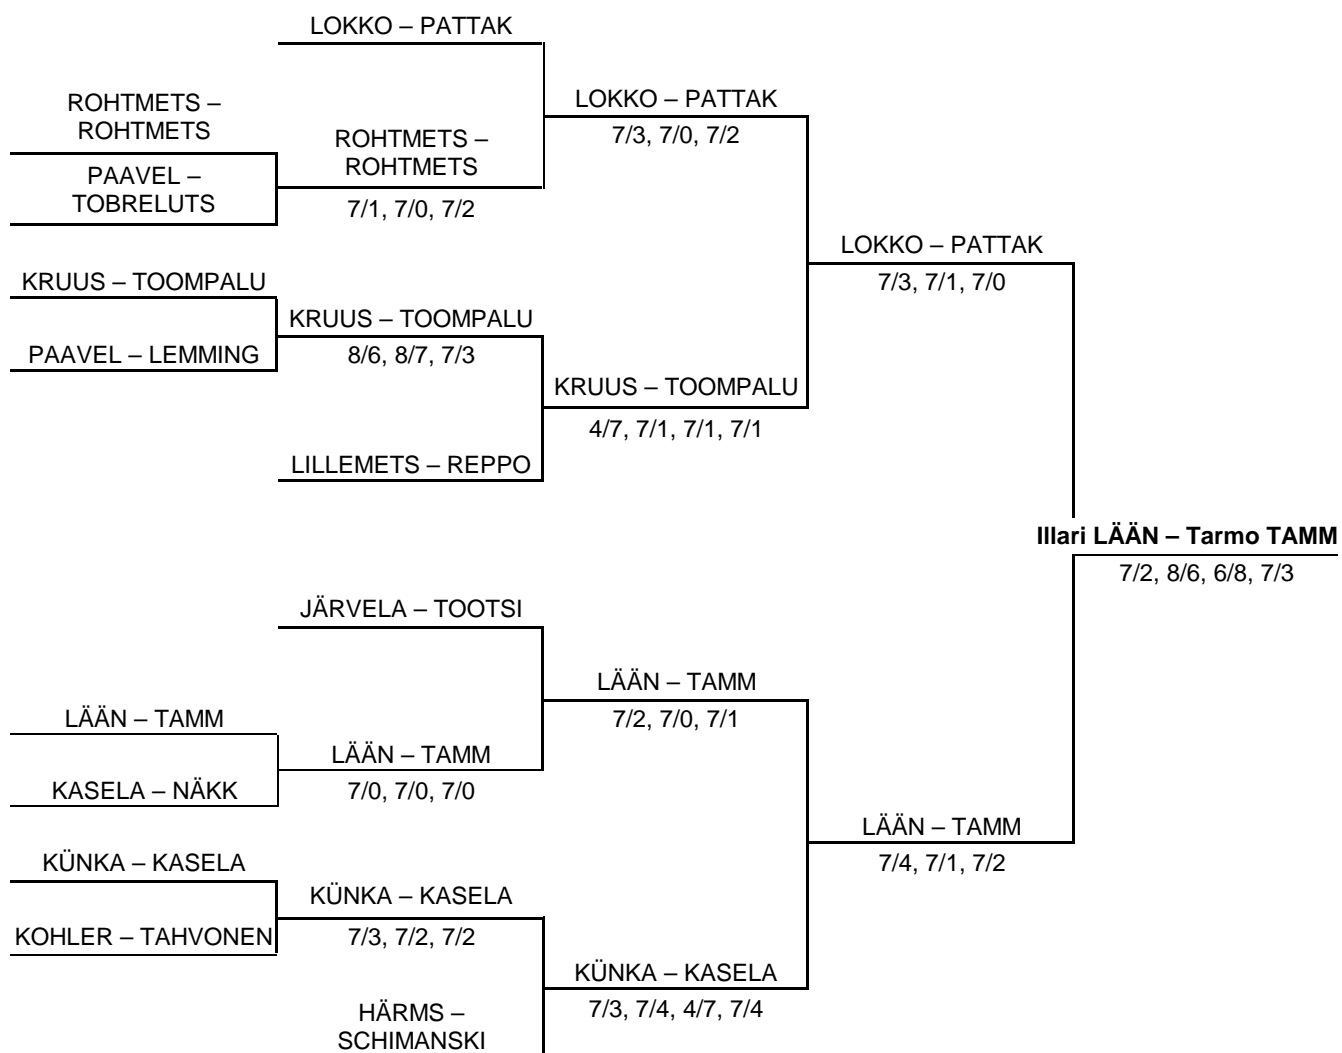 LOKKO – PATTAK
ROHTMETS –
ROHTMETS
PAAVEL –
TOBRELUTS
ROHTMETS –
ROHTMETS
7/1, 7/0, 7/2
LOKKO – PATTAK
7/3, 7/0, 7/2
KRUUS – TOOMPALU
PAAVEL – LEMMING
KRUUS – TOOMPALU
8/6, 8/7, 7/3
LILLEMETS – REPPO
KRUUS – TOOMPALU
4/7, 7/1, 7/1, 7/1
LOKKO – PATTAK
7/3, 7/1, 7/0
Illari LÄÄN – Tarmo TAMM
7/2, 8/6, 6/8, 7/3
JÄRVELA – TOOTSI
LÄÄN – TAMM
KASELA – NÄKK
LÄÄN – TAMM
7/0, 7/0, 7/0
LÄÄN – TAMM
7/2, 7/0, 7/1
KÜNKA – KASELA
KOHLER – TAHVONEN
KÜNKA – KASELA
7/3, 7/2, 7/2
HÄRMS –
SCHIMANSKI
KÜNKA – KASELA
7/3, 7/4, 4/7, 7/4
LÄÄN – TAMM
7/4, 7/1, 7/2